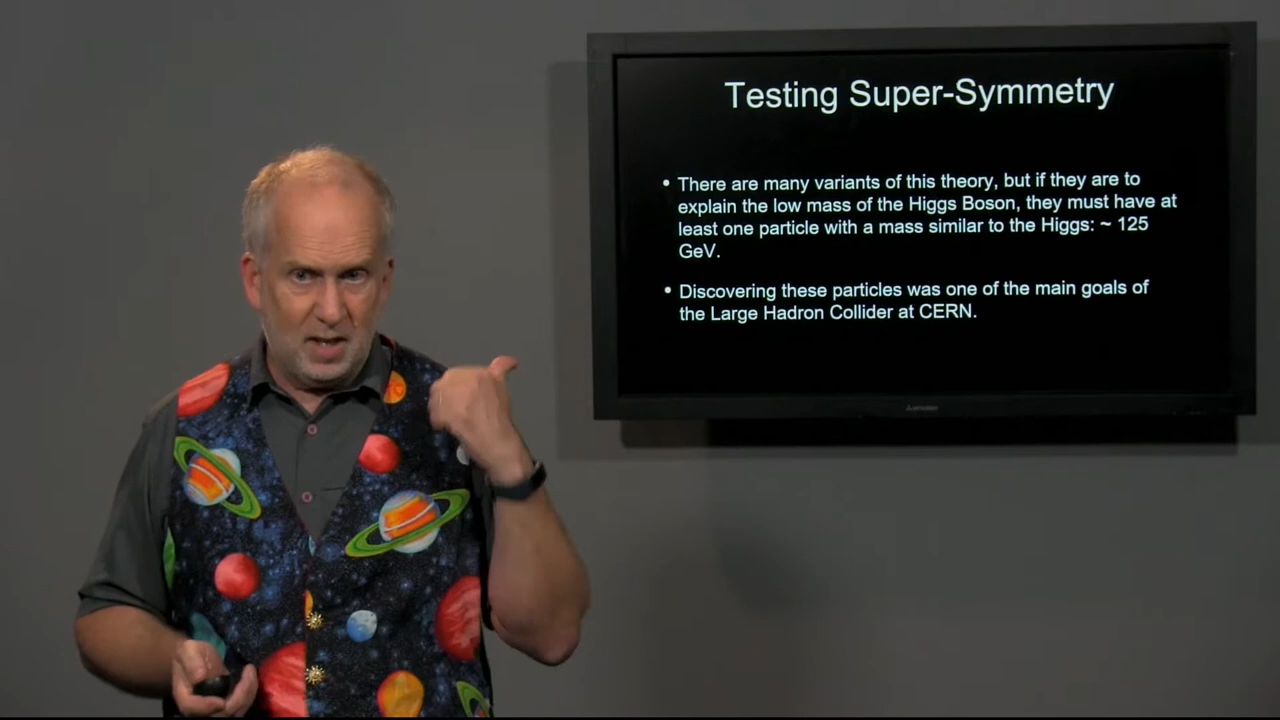 Testing Super-Symmetry
• There are many variants of this theory, but if they are to
explain the low mass of the Higgs Boson, they must have at
least one particle with a mass similar to the Higgs: ~ 125
GeV.
• Discovering these particles was one of the main goals of
the Large Hadron Collider at CERN.